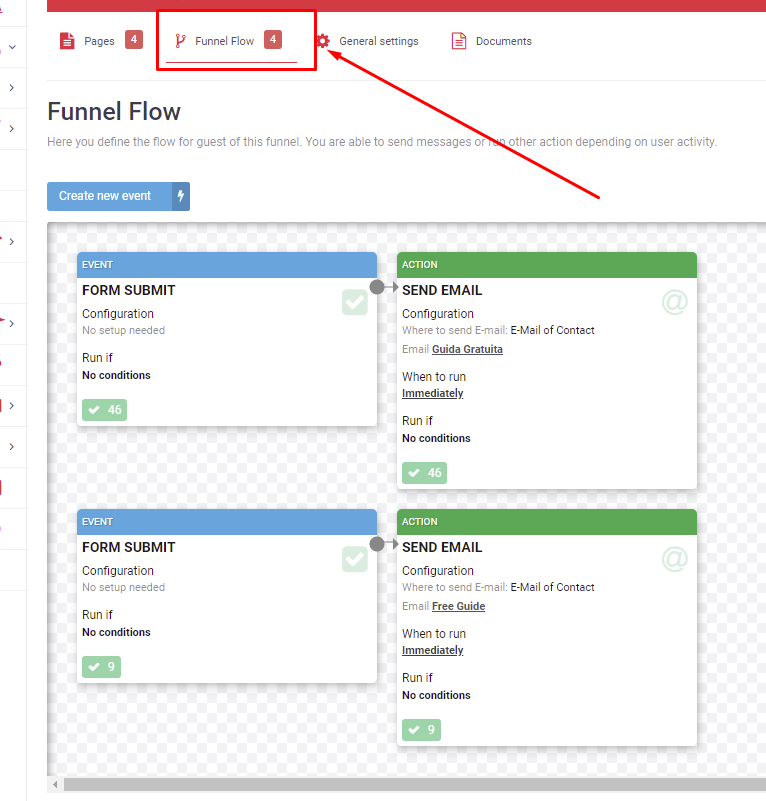 Pages 4 Funnel Flow 4 General settings Documents
Funnel Flow
Here you define the flow for guest of this funnel. You are able to send messages or run other action depending on user activity.
Create new event
EVENT
FORM SUBMIT
Configuration
No setup needed
Run if
No conditions
46
ACTION
SEND EMAIL
@
Configuration
Where to send E-mail: E-Mail of Contact
Email Guida Gratuita
When to run
Immediately
Run if
No conditions
46
EVENT
FORM SUBMIT
Configuration
No setup needed
Run if
No conditions
9
ACTION
SEND EMAIL
@
Configuration
Where to send E-mail: E-Mail of Contact
Email Free Guide
When to run
Immediately
Run if
No conditions
9